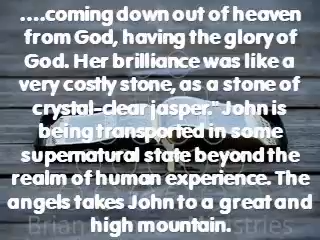 ....coming down out of heaven
from God, having the glory of
God. Her brilliance was like a
very costly stone, as a stone of
crystal-clear jasper." John is
being transported in some
supernatural state beyond the
realm of human experience. The
angels takes John to a great and
high mountain.
Brian